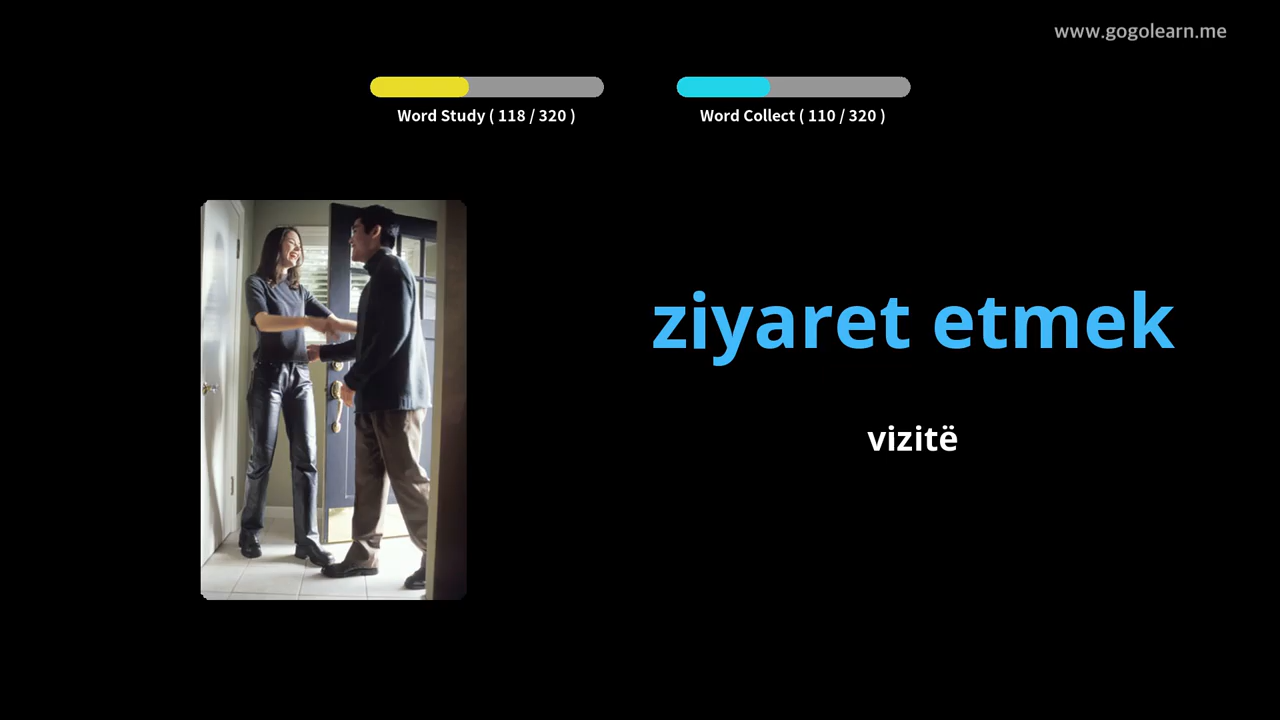 www.gogolearn.me
Word Study ( 118 / 320 )
Word Collect ( 110 / 320 )
ziyaret etmek
vizitë